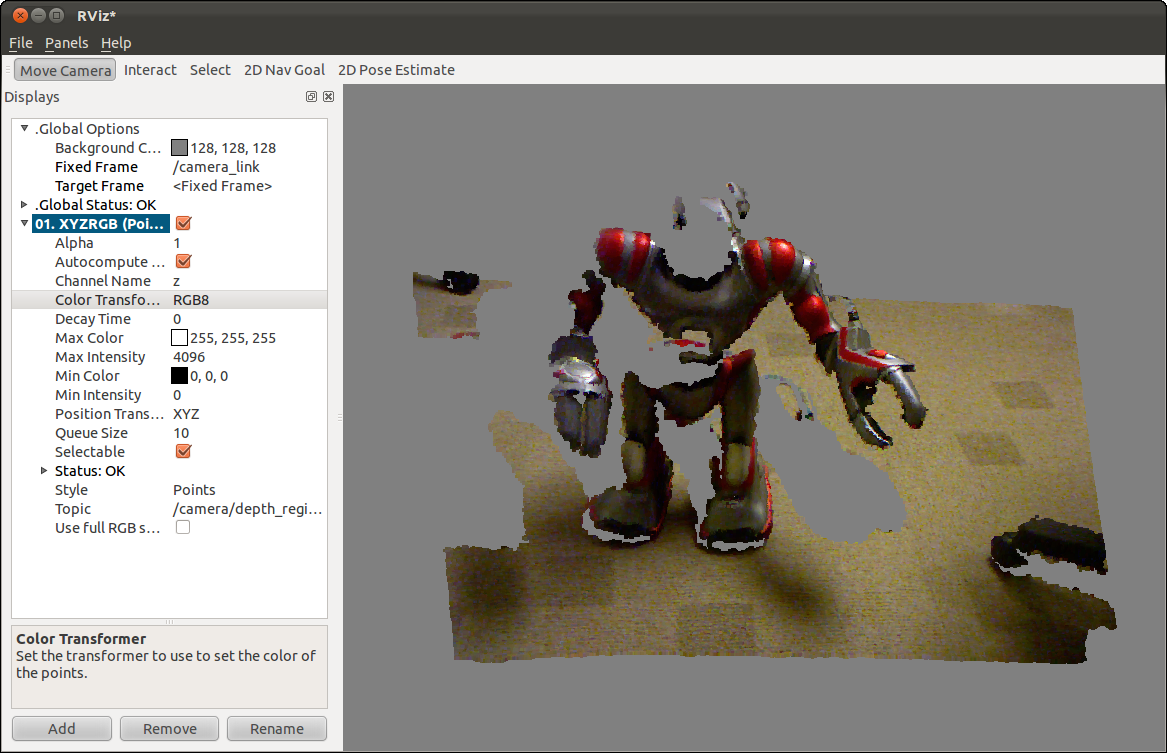 RViz*
File Panels Help
Move Camera Interact Select 2D Nav Goal 2D Pose Estimate
Displays
.Global Options
Background C... 128, 128, 128
Fixed Frame /camera_link
Target Frame <Fixed Frame>
.Global Status: OK
01. XYZRGB (Poi...
Alpha 1
Autocompute ...
Channel Name z
Color Transfo... RGB8
Decay Time 0
Max Color 255, 255, 255
Max Intensity 4096
Min Color 0, 0, 0
Min Intensity 0
Position Trans... XYZ
Queue Size 10
Selectable
Status: OK
Style Points
Topic /camera/depth_regi...
Use full RGB s...
Color Transformer
Set the transformer to use to set the color of
the points.
Add Remove Rename